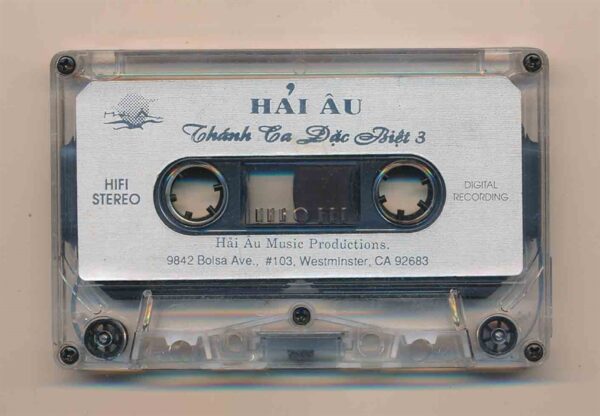 HẢI ÂU
Thánh Ca Đặc Biệt 3
HIFI
STEREO
DIGITAL
RECORDING
Hải Âu Music Productions.
9842 Bolsa Ave., #103, Westminster, CA 92683